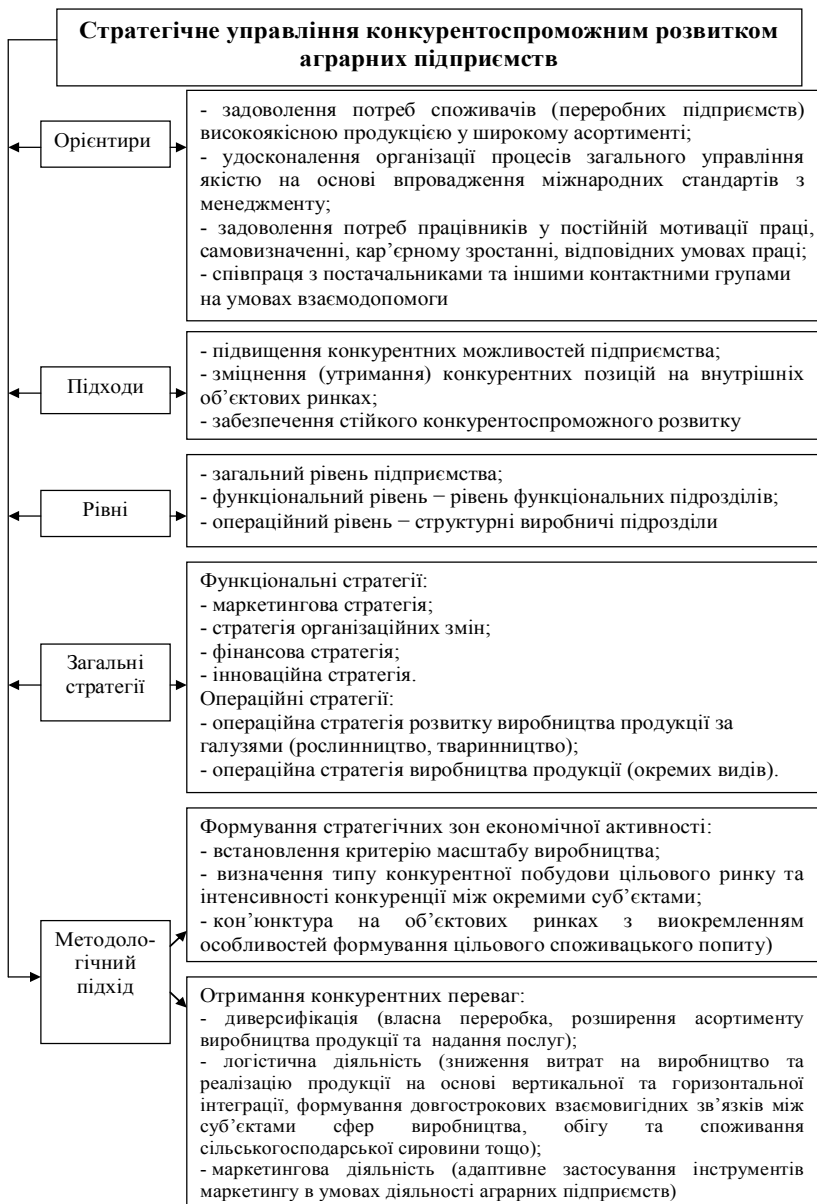 Стратегічне управління конкурентоспроможним розвитком
аграрних підприємств
Орієнтири
- задоволення потреб споживачів (переробних підприємств)
високоякісною продукцією у широкому асортименті;
- удосконалення організації процесів загального управління
якістю на основі впровадження міжнародних стандартів з
менеджменту;
- задоволення потреб працівників у постійній мотивації праці,
самовизначенні, кар’єрному зростанні, відповідних умовах праці;
- співпраця з постачальниками та іншими контактними групами
на умовах взаємодопомоги
Підходи
- підвищення конкурентних можливостей підприємства;
- зміцнення (утримання) конкурентних позицій на внутрішніх
об’єктових ринках;
- забезпечення стійкого конкурентоспроможного розвитку
Рівні
- загальний рівень підприємства;
- функціональний рівень − рівень функціональних підрозділів;
- операційний рівень − структурні виробничі підрозділи
Загальні
стратегії
Функціональні стратегії:
- маркетингова стратегія;
- стратегія організаційних змін;
- фінансова стратегія;
- інноваційна стратегія.
Операційні стратегії:
- операційна стратегія розвитку виробництва продукції за
галузями (рослинництво, тваринництво);
- операційна стратегія виробництва продукції (окремих видів).
Методоло-
гічний
підхід
Формування стратегічних зон економічної активності:
- встановлення критерію масштабу виробництва;
- визначення типу конкурентної побудови цільового ринку та
інтенсивності конкуренції між окремими суб’єктами;
- кон’юнктура на об’єктових ринках з виокремленням
особливостей формування цільового споживацького попиту)
Отримання конкурентних переваг:
- диверсифікація (власна переробка, розширення асортименту
виробництва продукції та надання послуг);
- логістична діяльність (зниження витрат на виробництво та
реалізацію продукції на основі вертикальної та горизонтальної
інтеграції, формування довгострокових взаємовигідних зв’язків між
суб’єктами сфер виробництва, обігу та споживання
сільськогосподарської сировини тощо);
- маркетингова діяльність (адаптивне застосування інструментів
маркетингу в умовах діяльності аграрних підприємств)